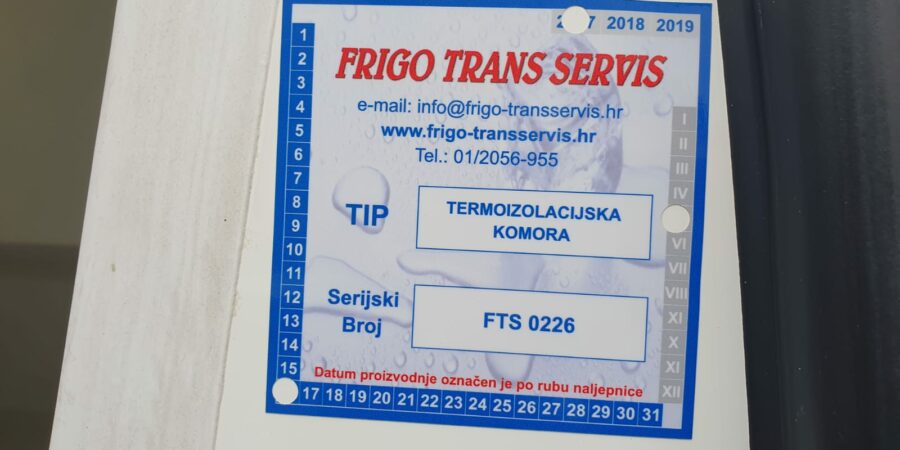 2018 2019
1
2
3
4
5
6
7
8
9
10
11
12
13
14
15
FRIGO TRANS SERVIS
e-mail: info@frigo-transservis.hr
www.frigo-transservis.hr
Tel.: 01/2056-955
TIP
TERMOIZOLACIJSKA
KOMORA
Serijski
Broj
FTS 0226
Datum proizvodnje označen je po rubu naljepnice
I
II
III
IV
VI
VII
VIII
XI
X
XI
XII
17 18 19 20 21 22 23 24 25 26 27 28 29 30 31